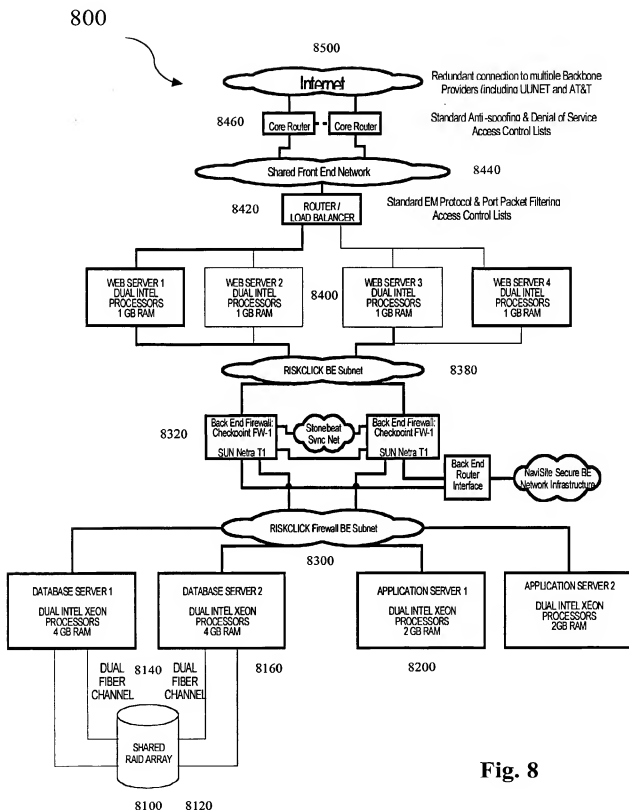 800
8500
Internet
Redundant connection to multiple Backbone
Providers (including UUNET and AT&T
8460
Core Router
Core Router
Standard Anti-spoofing & Denial of Service
Access Control Lists
Shared Front End Network
8440
8420
ROUTER /
LOAD BALANCER
Standard EM Protocol & Port Packet Filtering
Access Control Lists
WEB SERVER 1
DUAL INTEL
PROCESSORS
1 GB RAM
WEB SERVER 2
DUAL INTEL
PROCESSORS
1 GB RAM
8400
WEB SERVER 3
DUAL INTEL
PROCESSORS
1 GB RAM
WEB SERVER 4
DUAL INTEL
PROCESSORS
1 GB RAM
RISKCLICK BE Subnet
8380
8320
Back End Firewall:
Checkpoint FW-1
SUN Netra T1
Stonebeat
Sync Net
Back End Firewall:
Checkpoint FW-1
SUN Netra T1
Back End
Router
Interface
NaviSite Secure BE
Network Infrastructure
RISKCLICK Firewall BE Subnet
8300
DATABASE SERVER 1
DUAL INTEL XEON
PROCESSORS
4 GB RAM
DATABASE SERVER 2
DUAL INTEL XEON
PROCESSORS
4 GB RAM
APPLICATION SERVER 1
DUAL INTEL XEON
PROCESSORS
2 GB RAM
APPLICATION SERVER 2
DUAL INTEL XEON
PROCESSORS
2GB RAM
DUAL
FIBER
CHANNEL
8140
DUAL
FIBER
CHANNEL
8160
8200
SHARED
RAID ARRAY
8100
8120
Fig. 8